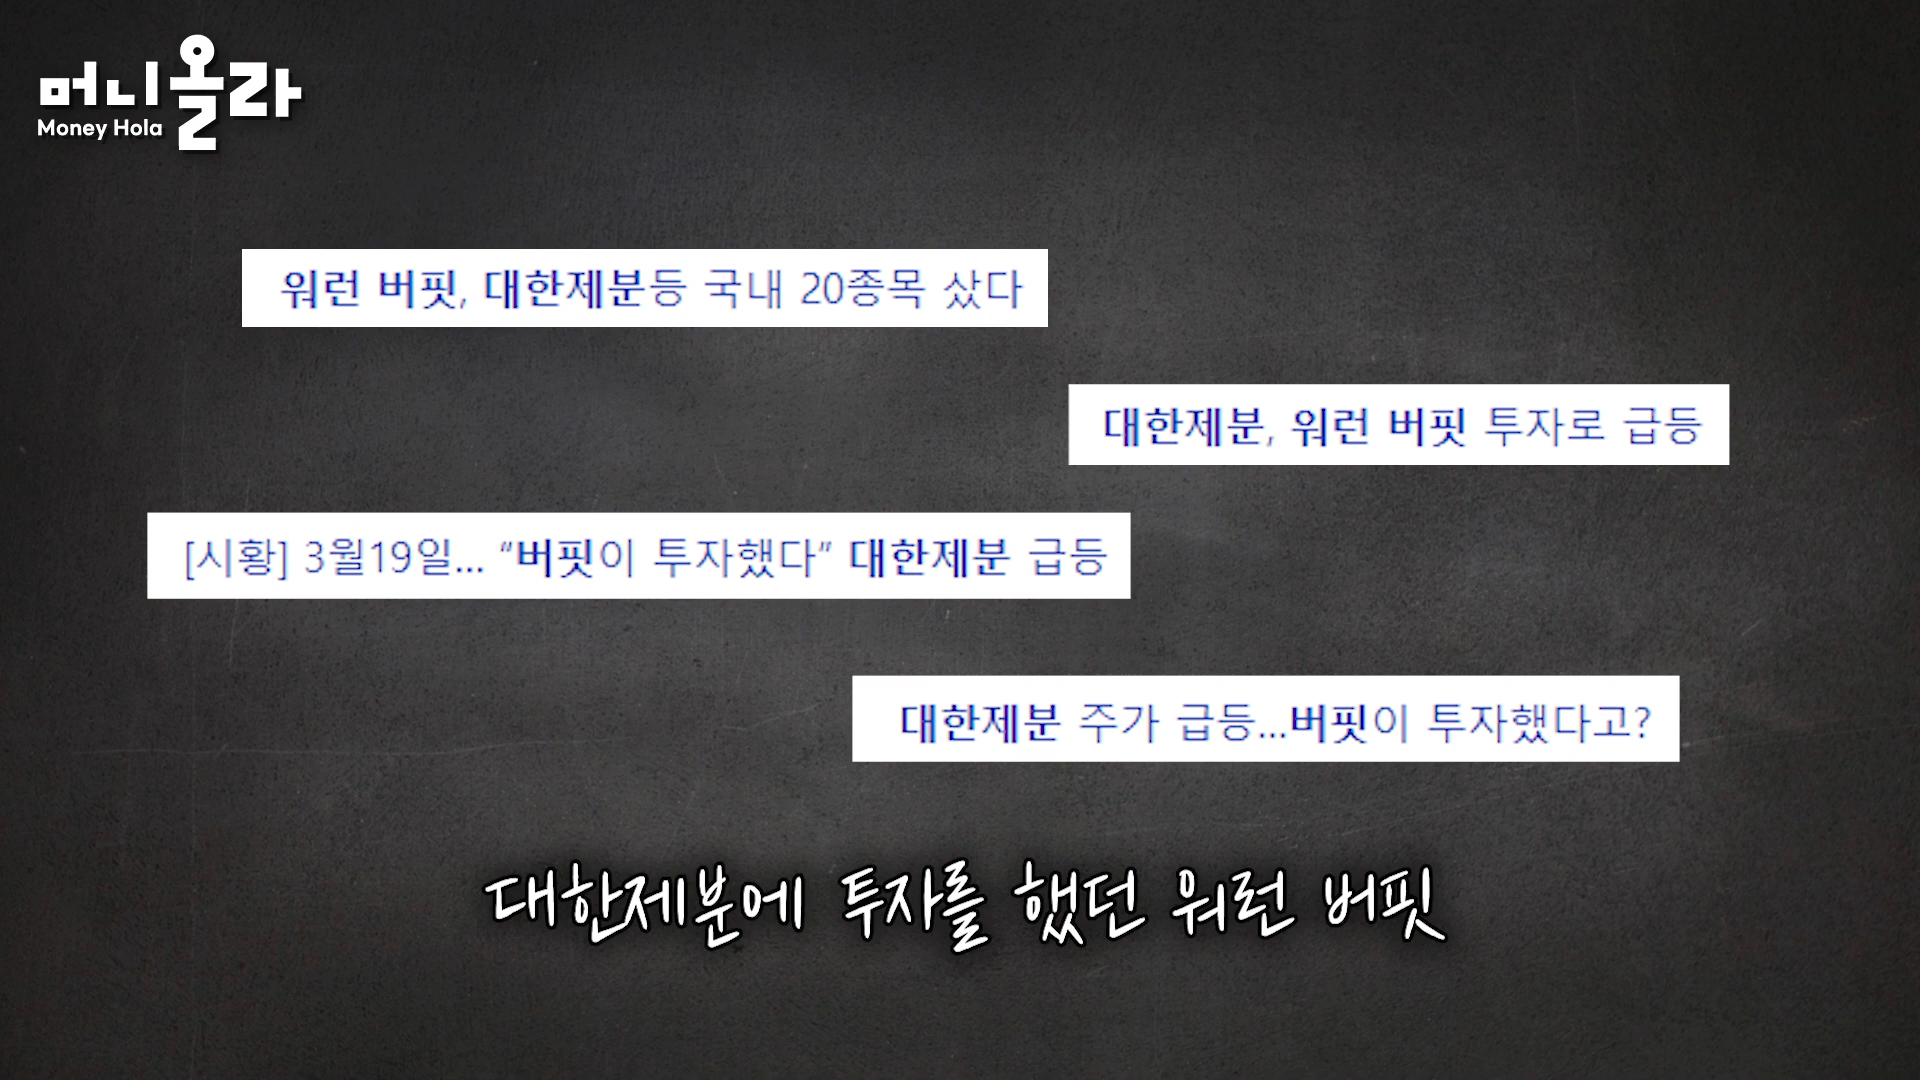 머니올라
Money Hola
워런 버핏, 대한제분등 국내 20종목 샀다
대한제분, 워런 버핏 투자로 급등
[시황] 3월19일... “버핏이 투자했다” 대한제분 급등
대한제분 주가 급등...버핏이 투자했다고?
대한제분에 투자를 했던 워런 버핏